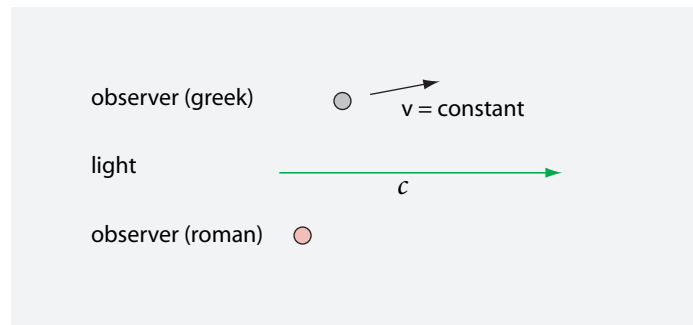 observer (greek)
v = constant
light
c
observer (roman)